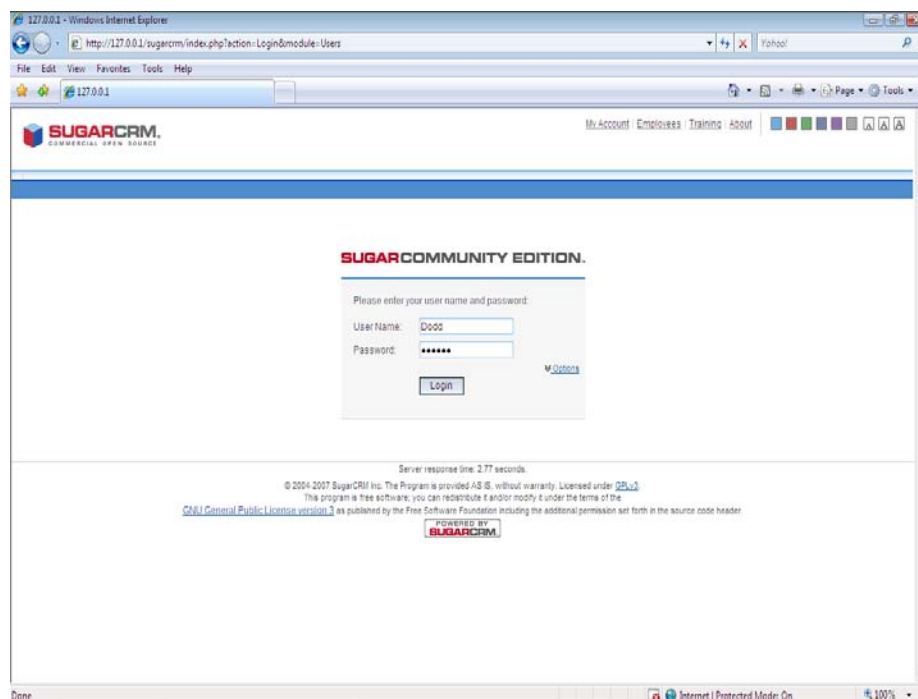 127.0.0.1 - Windows Internet Explorer
http://127.0.0.1/sugarcrm/index.php?action=Login&module=Users
Yahoo!
File Edit View Favorites Tools Help
127.0.0.1
Page Tools
SUGARCRM.
COMMERCIAL OPEN SOURCE
My Account | Employees | Training | About
A A A
SUGARCOMMUNITY EDITION.
Please enter your user name and password:
User Name: Dodd
Password: ••••••
Options
Login
Server response time: 2.77 seconds.
© 2004-2007 SugarCRM Inc. The Program is provided AS IS, without warranty. Licensed under GPLv3.
This program is free software; you can redistribute it and/or modify it under the terms of the
GNU General Public License version 3 as published by the Free Software Foundation including the additional permission set forth in the source code header.
POWERED BY
SUGARCRM.
Done
Internet | Protected Mode: On
100%